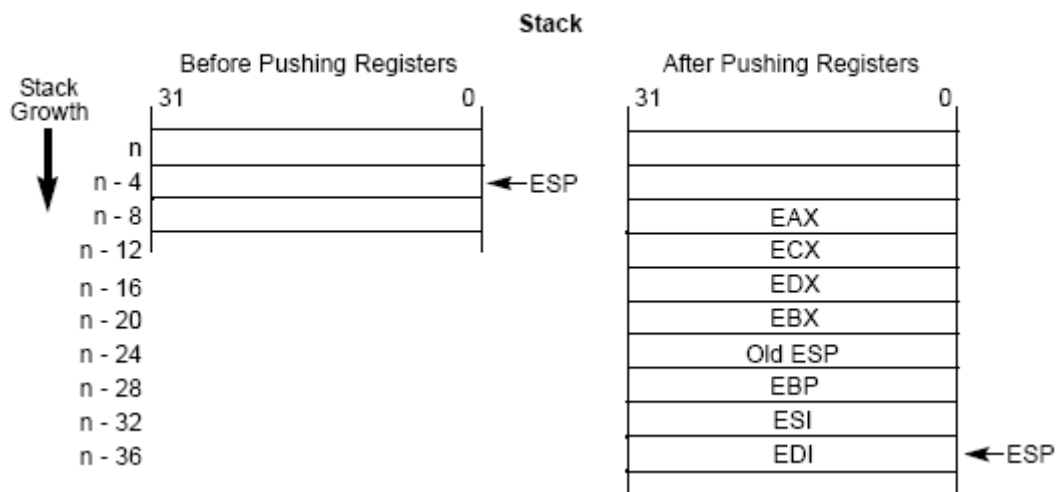 Stack
Before Pushing Registers
After Pushing Registers
Stack
Growth
31 0
31 0
n
n - 4
ESP
n - 8
EAX
n - 12
ECX
n - 16
EDX
n - 20
EBX
n - 24
Old ESP
n - 28
EBP
n - 32
ESI
n - 36
EDI
ESP